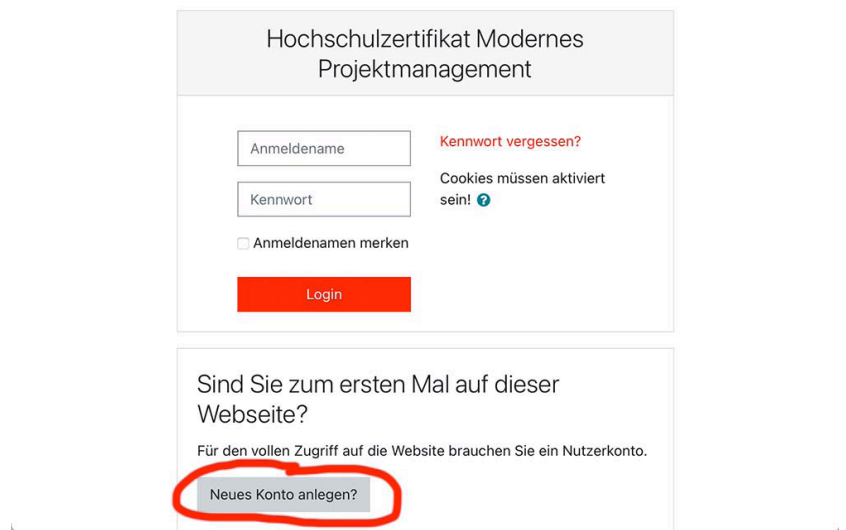 Hochschulzertifikat Modernes
Projektmanagement
Anmeldename
Kennwort
Anmeldenamen merken
Login
Kennwort vergessen?
Cookies müssen aktiviert
sein! ?
Sind Sie zum ersten Mal auf dieser
Webseite?
Für den vollen Zugriff auf die Website brauchen Sie ein Nutzerkonto.
Neues Konto anlegen?